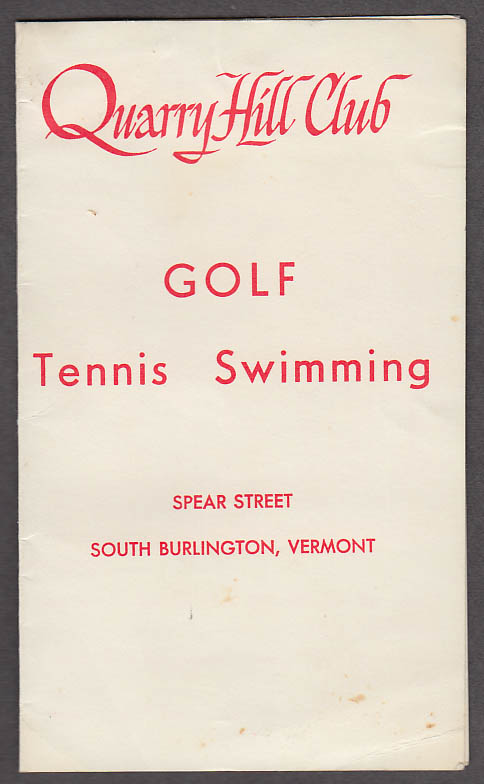 Quarry Hill Club
GOLF
Tennis Swimming
SPEAR STREET
SOUTH BURLINGTON, VERMONT